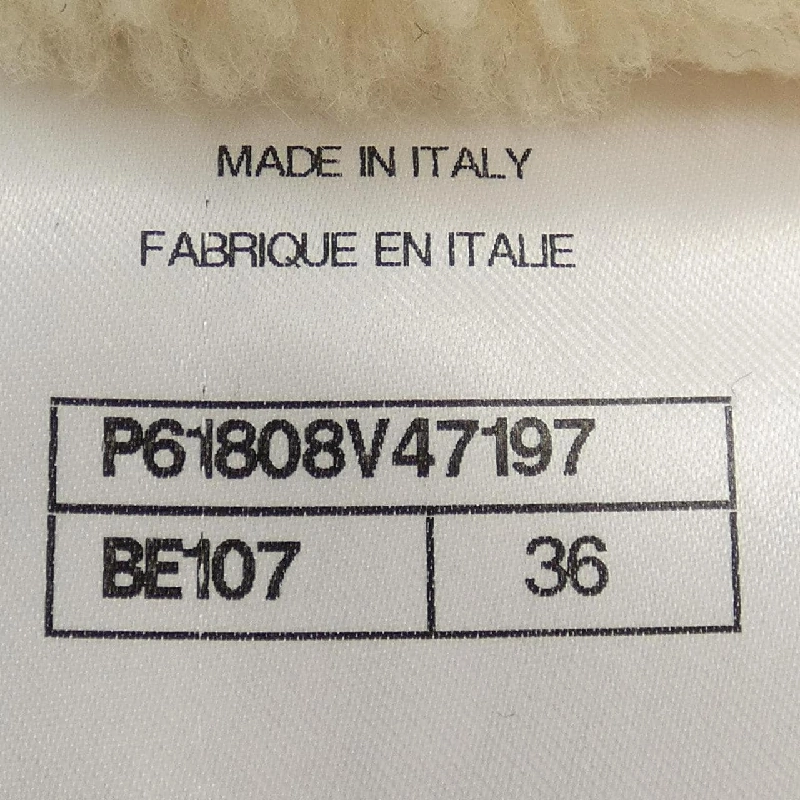 MADE IN ITALY
FABRIQUE EN ITALIE
P61808V47197
BE107 36